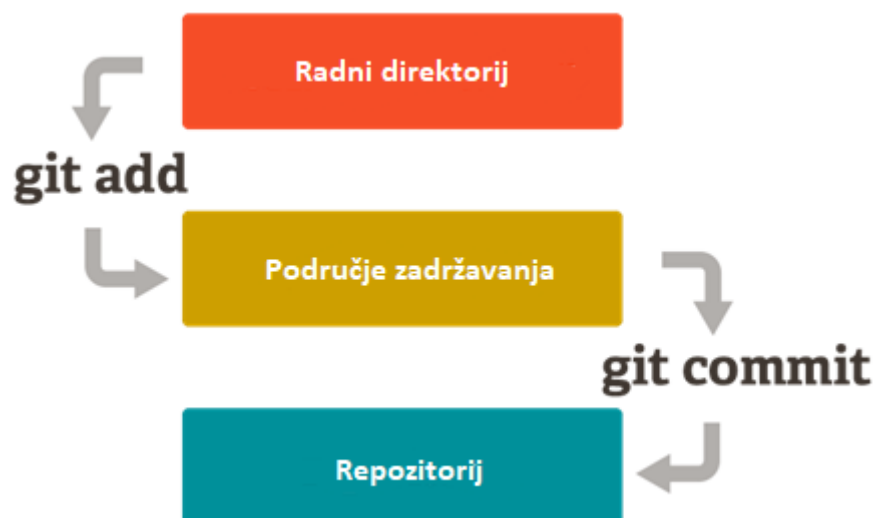 Radni direktorij
git add
Područje zadržavanja
git commit
Repozitorij